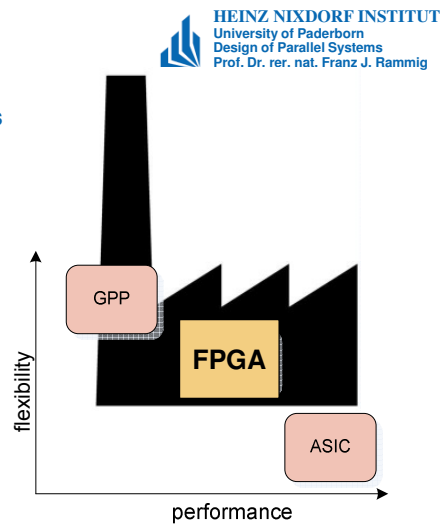 HEINZ NIXDORF INSTITUT
University of Paderborn
Design of Parallel Systems
Prof. Dr. rer. nat. Franz J. Rammig
s
GPP
FPGA
ASIC
flexibility
performance